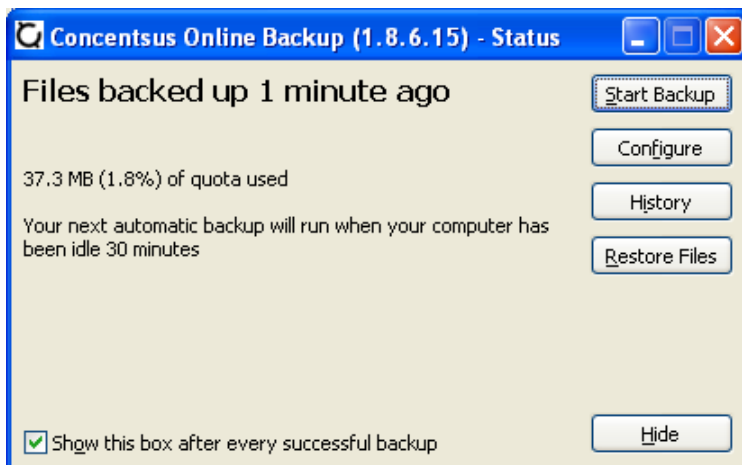 Concentsus Online Backup (1.8.6.15) - Status
Files backed up 1 minute ago
Start Backup
Configure
37.3 MB (1.8%) of quota used
History
Your next automatic backup will run when your computer has
been idle 30 minutes
Restore Files
Show this box after every successful backup
Hide